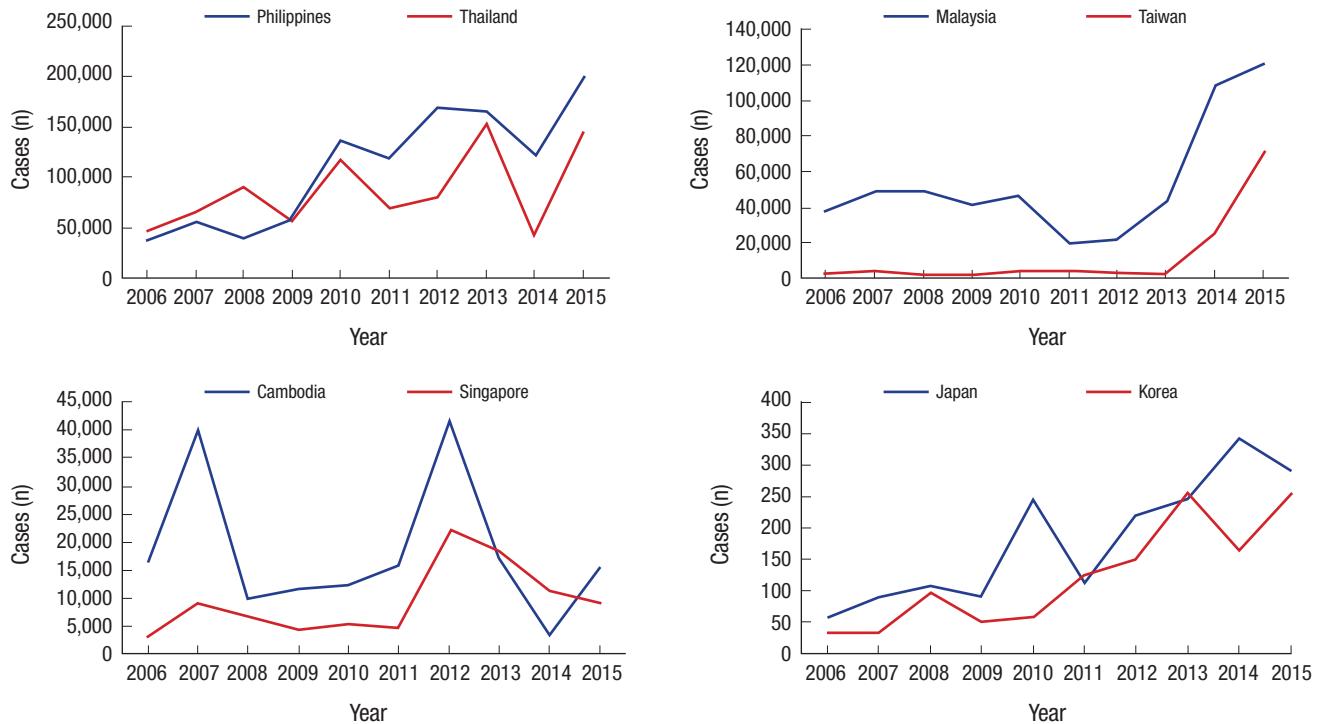 Philippines Thailand
Cases (n)
250,000
200,000
150,000
100,000
50,000
0
2006 2007 2008 2009 2010 2011 2012 2013 2014 2015
Year
Malaysia Taiwan
Cases (n)
140,000
120,000
100,000
80,000
60,000
40,000
20,000
0
2006 2007 2008 2009 2010 2011 2012 2013 2014 2015
Year
Cambodia Singapore
Cases (n)
45,000
40,000
35,000
30,000
25,000
20,000
15,000
10,000
5,000
0
2006 2007 2008 2009 2010 2011 2012 2013 2014 2015
Year
Japan Korea
Cases (n)
400
350
300
250
200
150
100
50
0
2006 2007 2008 2009 2010 2011 2012 2013 2014 2015
Year